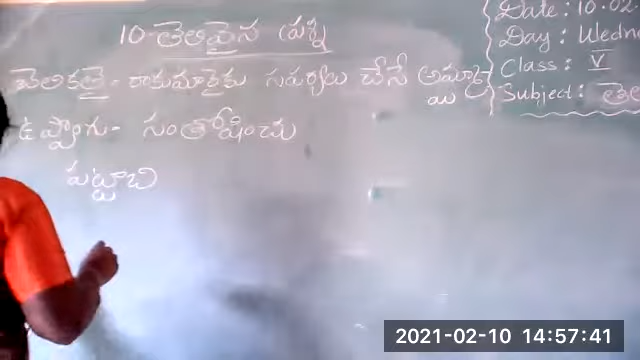 10. తెలివైన ప్రశ్న
చెలికత్తె - రాకుమార్తెకు సపర్యలు చేసే అమ్మాయి
ఉప్పొంగు - సంతోషించు
పట్టాభి
Date: 10.02.
Day: Wedne
Class: V
Subject: తెల
2021-02-10 14:57:41